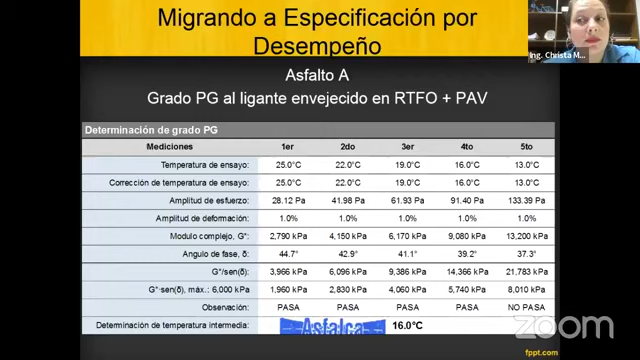 Migrando a Especificación por
Desempeño
Ing. Christa M...
Asfalto A
Grado PG al ligante envejecido en RTFO + PAV
Determinación de grado PG
Mediciones 1er 2do 3er 4to 5to
Temperatura de ensayo: 25.0°C 22.0°C 19.0°C 16.0°C 13.0°C
Corrección de temperatura de ensayo: 25.0°C 22.0°C 19.0°C 16.0°C 13.0°C
Amplitud de esfuerzo: 28.12 Pa 41.98 Pa 61.93 Pa 91.40 Pa 133.39 Pa
Amplitud de deformación: 1.0% 1.0% 1.0% 1.0% 1.0%
Modulo complejo, G*: 2,790 kPa 4,150 kPa 6,170 kPa 9,080 kPa 13,200 kPa
Angulo de fase, δ: 44.7° 42.9° 41.1° 39.2° 37.3°
G*/sen(δ) 3,966 kPa 6,096 kPa 9,386 kPa 14,366 kPa 21,783 kPa
G*·sen(δ), máx.: 6,000 kPa 1,960 kPa 2,830 kPa 4,060 kPa 5,740 kPa 8,010 kPa
Observación: PASA PASA PASA PASA NO PASA
Determinación de temperatura intermedia: 16.0°C
Asfalca
zoom
fppt.com